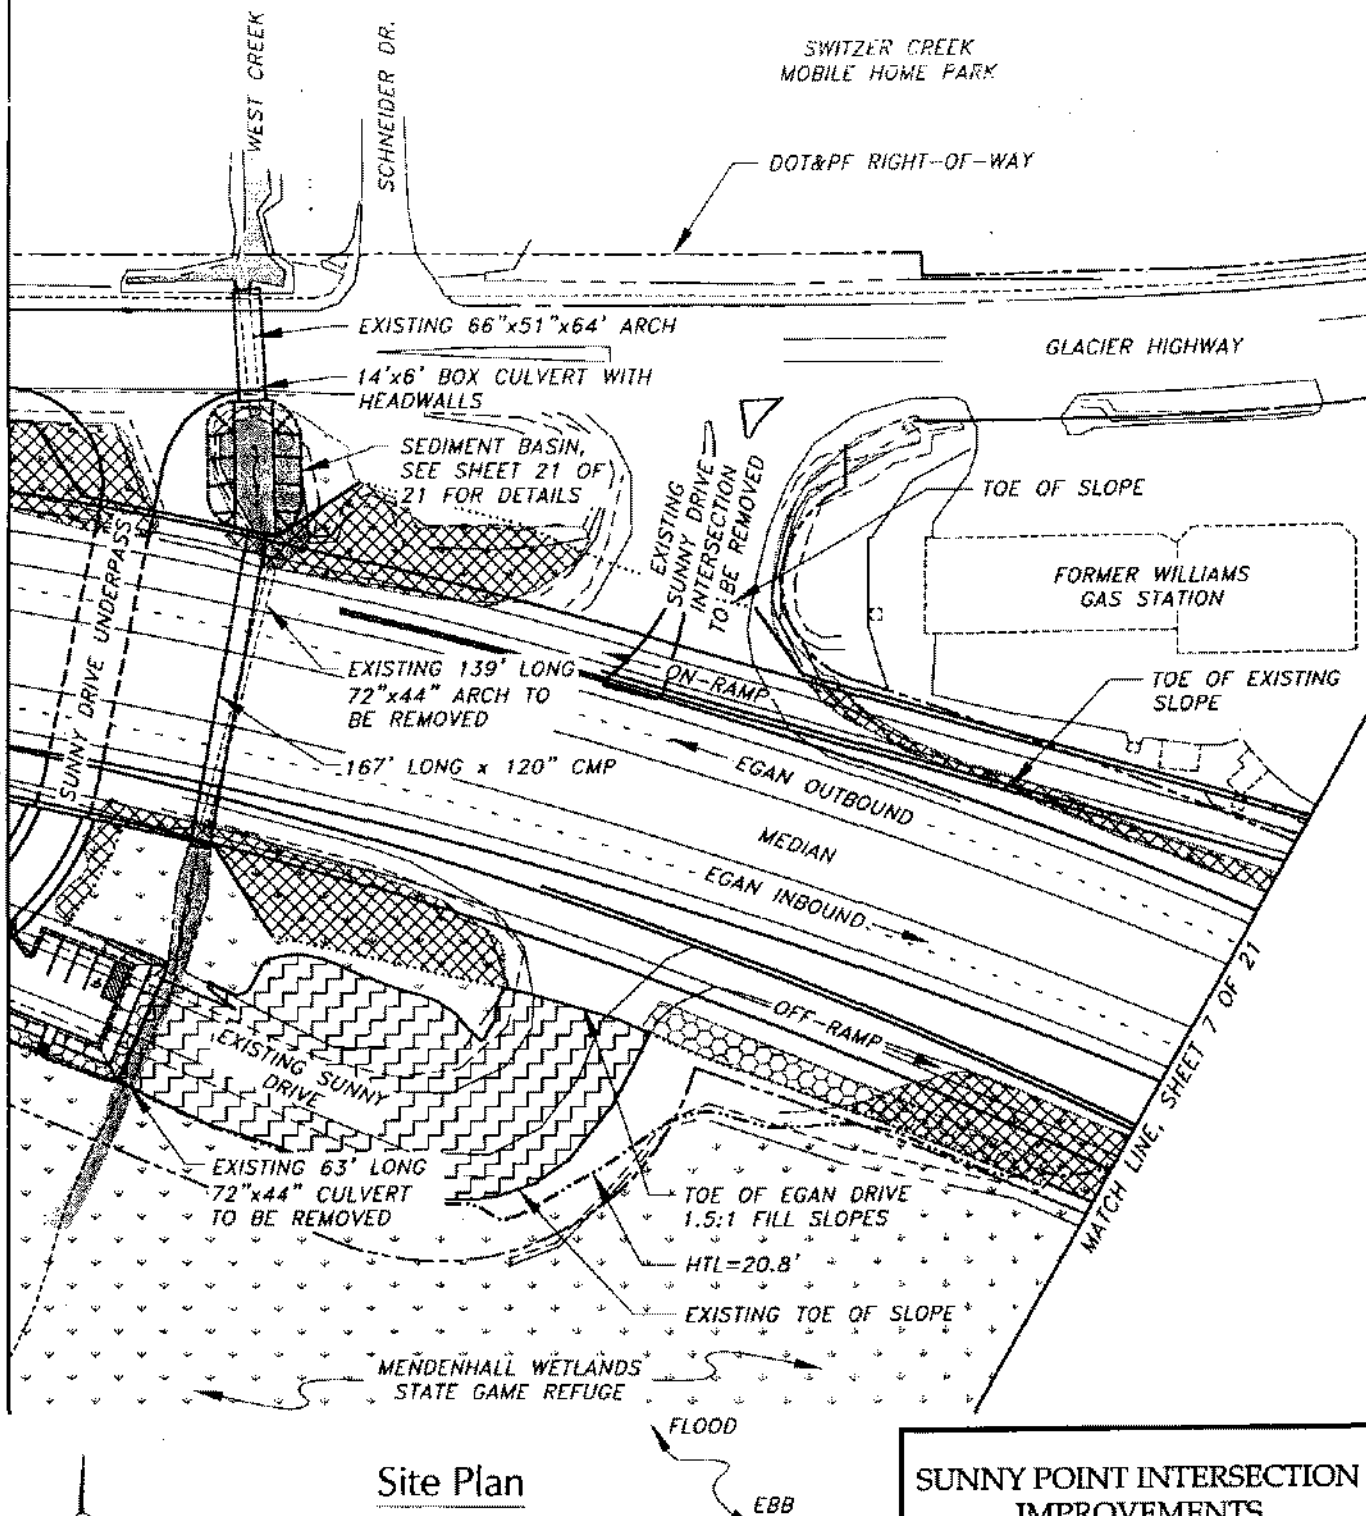 WEST CREEK
SCHNEIDER DR.
SWITZER CREEK
MOBILE HOME PARK
DOT&PF RIGHT-OF-WAY
EXISTING 66"x51"x64' ARCH
GLACIER HIGHWAY
14'x6' BOX CULVERT WITH
HEADWALLS
SEDIMENT BASIN,
SEE SHEET 21 OF
21 FOR DETAILS
EXISTING
SUNNY DRIVE
INTERSECTION
TO BE REMOVED
TOE OF SLOPE
FORMER WILLIAMS
GAS STATION
SUNNY DRIVE UNDERPASS
EXISTING 139' LONG
72"x44" ARCH TO
BE REMOVED
ON-RAMP
TOE OF EXISTING
SLOPE
167' LONG x 120" CMP
EGAN OUTBOUND
MEDIAN
EGAN INBOUND
OFF-RAMP
MATCH LINE, SHEET 7 OF 21
EXISTING SUNNY
DRIVE
EXISTING 63' LONG
72"x44" CULVERT
TO BE REMOVED
TOE OF EGAN DRIVE
1.5:1 FILL SLOPES
HTL=20.8'
EXISTING TOE OF SLOPE
MENDENHALL WETLANDS
STATE GAME REFUGE
FLOOD
EBB
Site Plan
SUNNY POINT INTERSECTION
IMPROVEMENTS